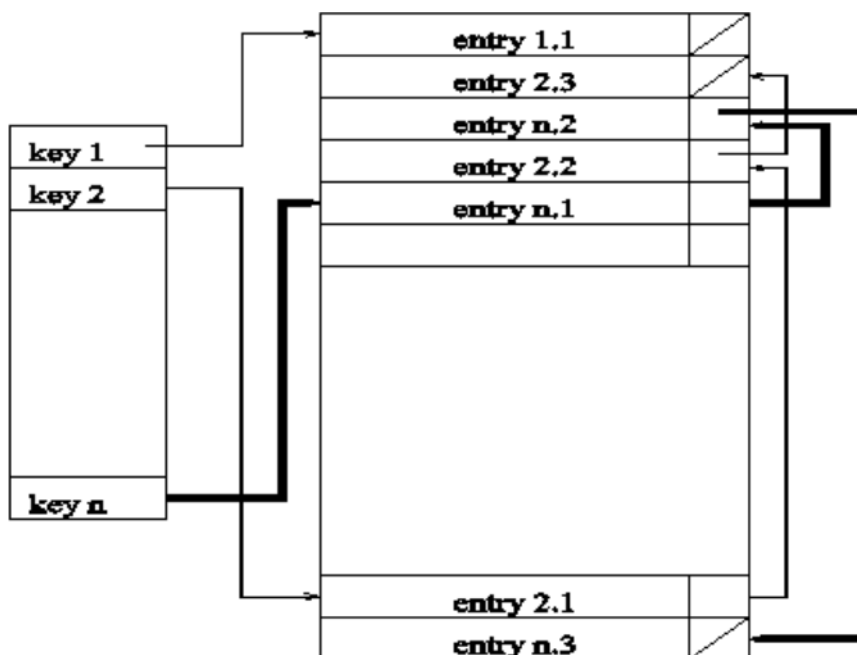 key 1
key 2
key n
entry 1.1
entry 2.3
entry n.2
entry 2.2
entry n.1
entry 2.1
entry n.3